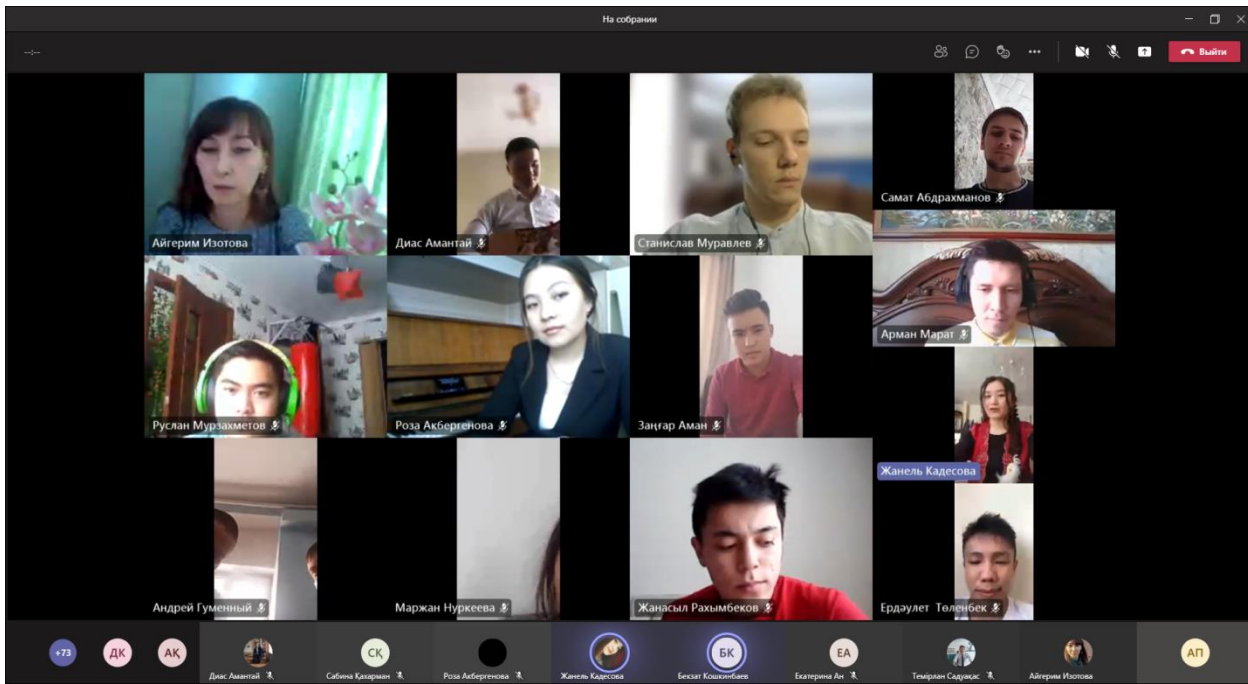 На собрании
--:--
Выйти
Айгерим Изотова
Диас Амантай
Станислав Муравлев
Самат Абдрахманов
Арман Марат
Руслан Мурзахметов
Роза Акбергенова
Заңғар Аман
Жанель Кадесова
Андрей Гуменный
Маржан Нуркеева
Жанасыл Рахымбеков
Ердәулет Төленбек
+73
ДК
АҚ
Диас Амантай
СҚ
Сабина Қахарман
Роза Акбергенова
Жанель Кадесова
БК
Бекзат Кошкинбаев
ЕА
Екатерина Ан
Темірлан Садуақас
Айгерим Изотова
АП